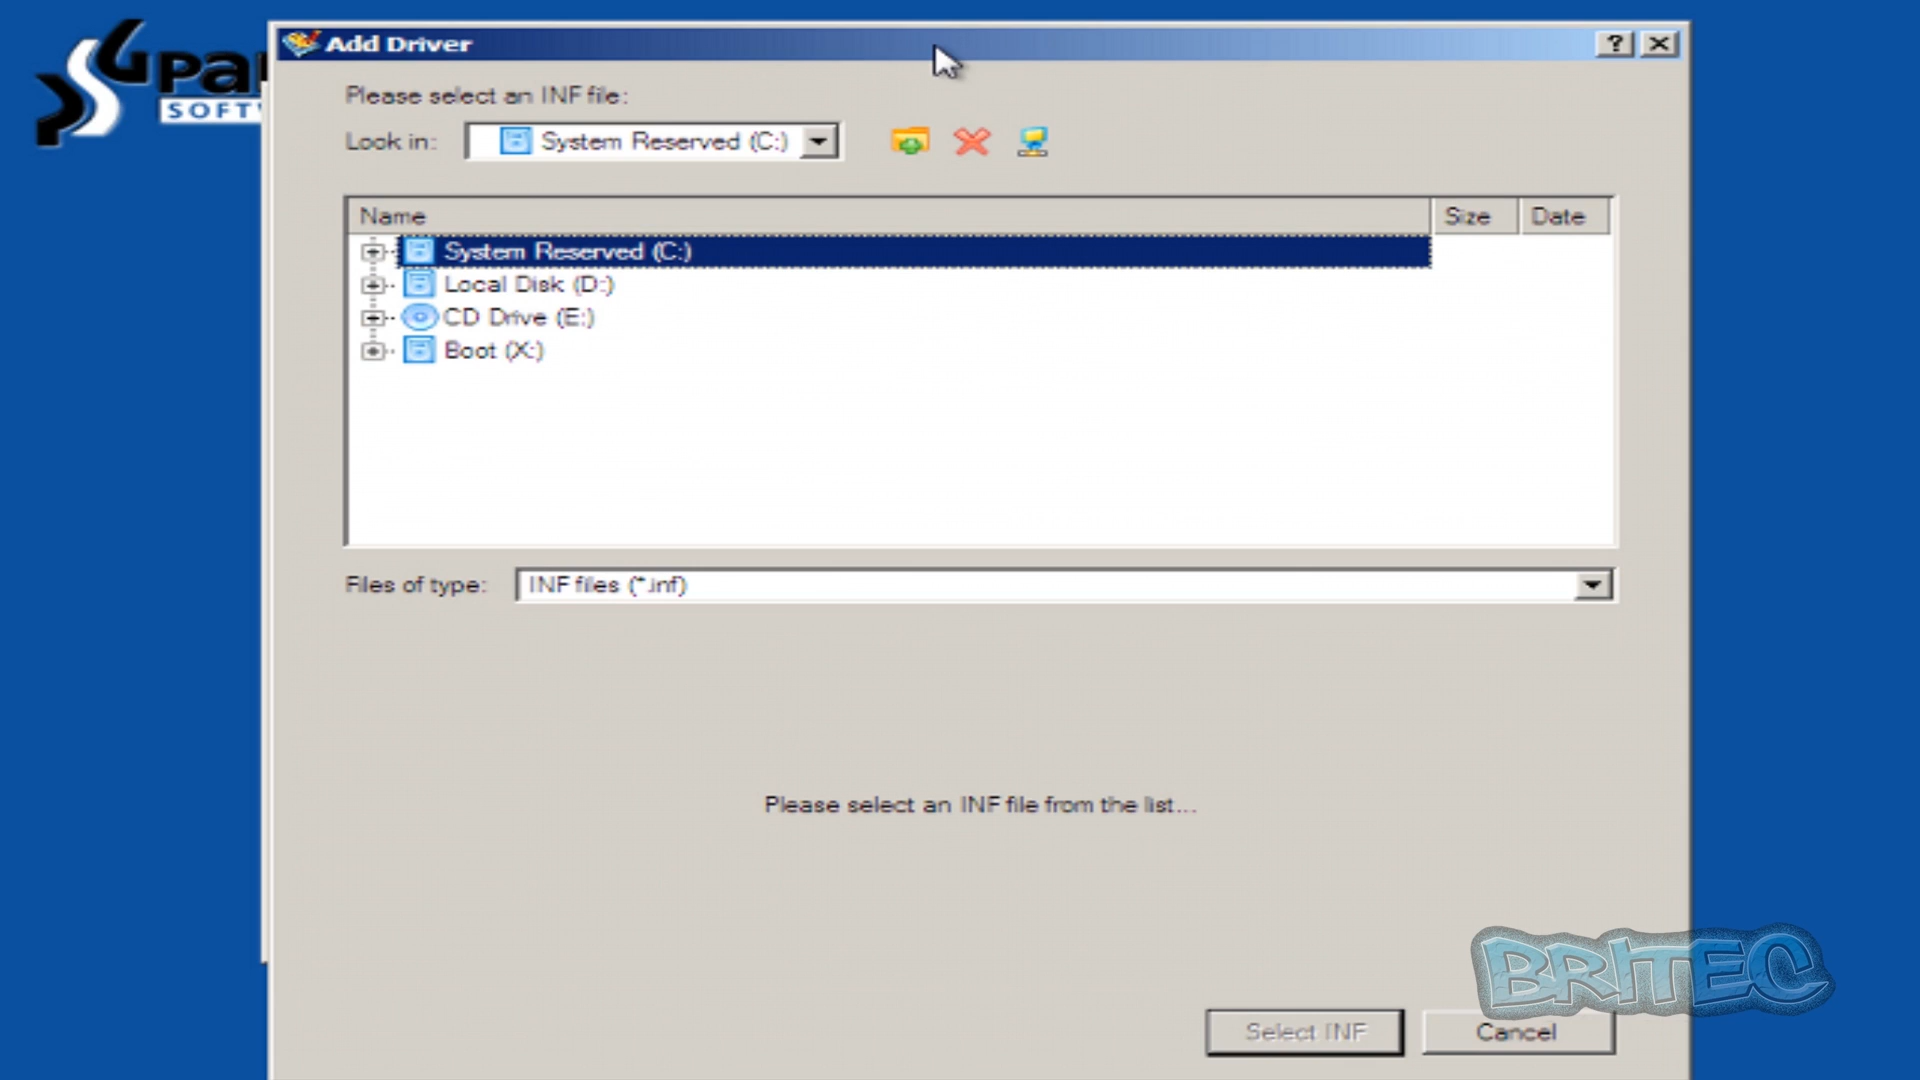 Add Driver
Please select an INF file:
Look in: System Reserved (C:)
Name Size Date
System Reserved (C:)
Local Disk (D:)
CD Drive (E:)
Boot (X:)
Files of type: INF files (*.inf)
Please select an INF file from the list...
BRITEC
Select INF Cancel